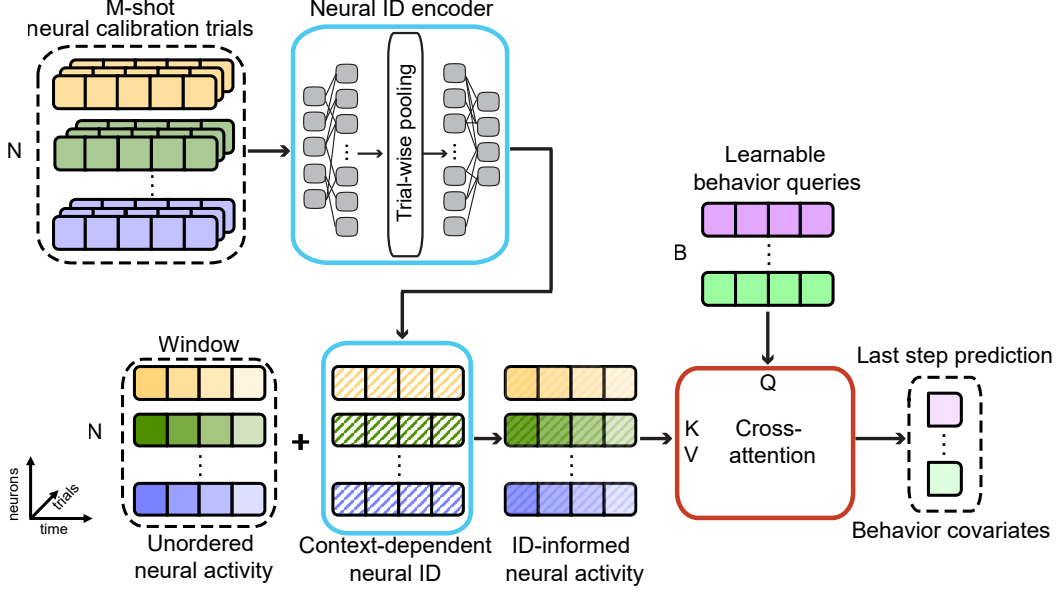 M-shot
neural calibration trials
Neural ID encoder
N
Trial-wise pooling
Learnable
behavior queries
B
Window
N
+
Q
K
V
Cross-
attention
Last step prediction
neurons
trials
time
Unordered
neural activity
Context-dependent
neural ID
ID-informed
neural activity
Behavior covariates